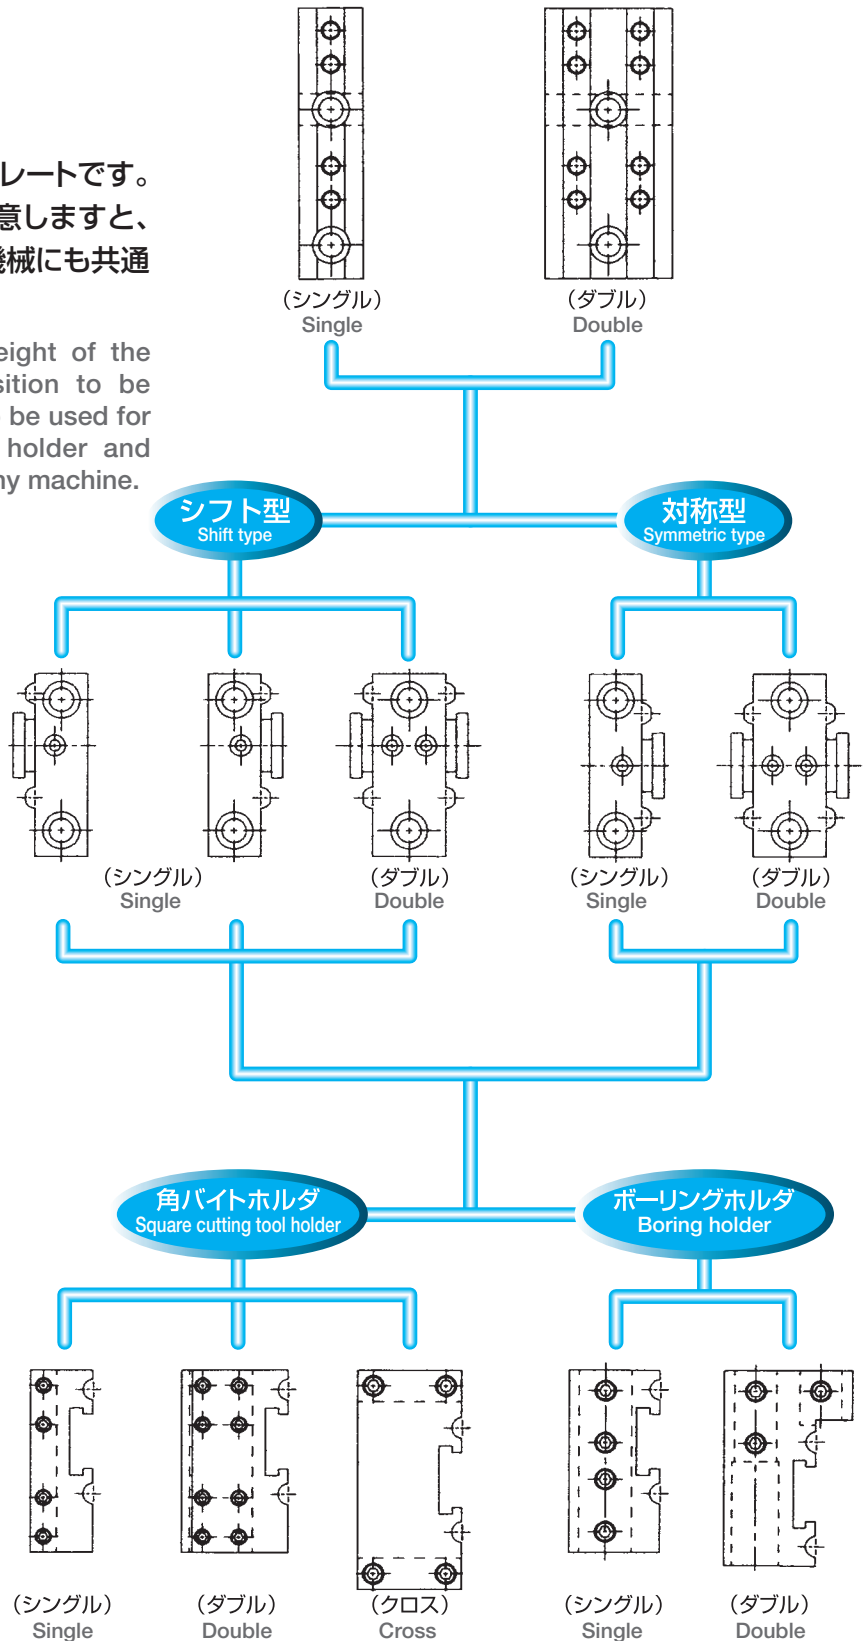 レートです。
意しますと、
機械にも共通
eight of the
sition to be
be used for
holder and
ny machine.
（シングル）
Single
（ダブル）
Double
シフト型
Shift type
対称型
Symmetric type
（シングル）
Single
（ダブル）
Double
（シングル）
Single
（ダブル）
Double
角バイトホルダ
Square cutting tool holder
ボーリングホルダ
Boring holder
（シングル）
Single
（ダブル）
Double
（クロス）
Cross
（シングル）
Single
（ダブル）
Double